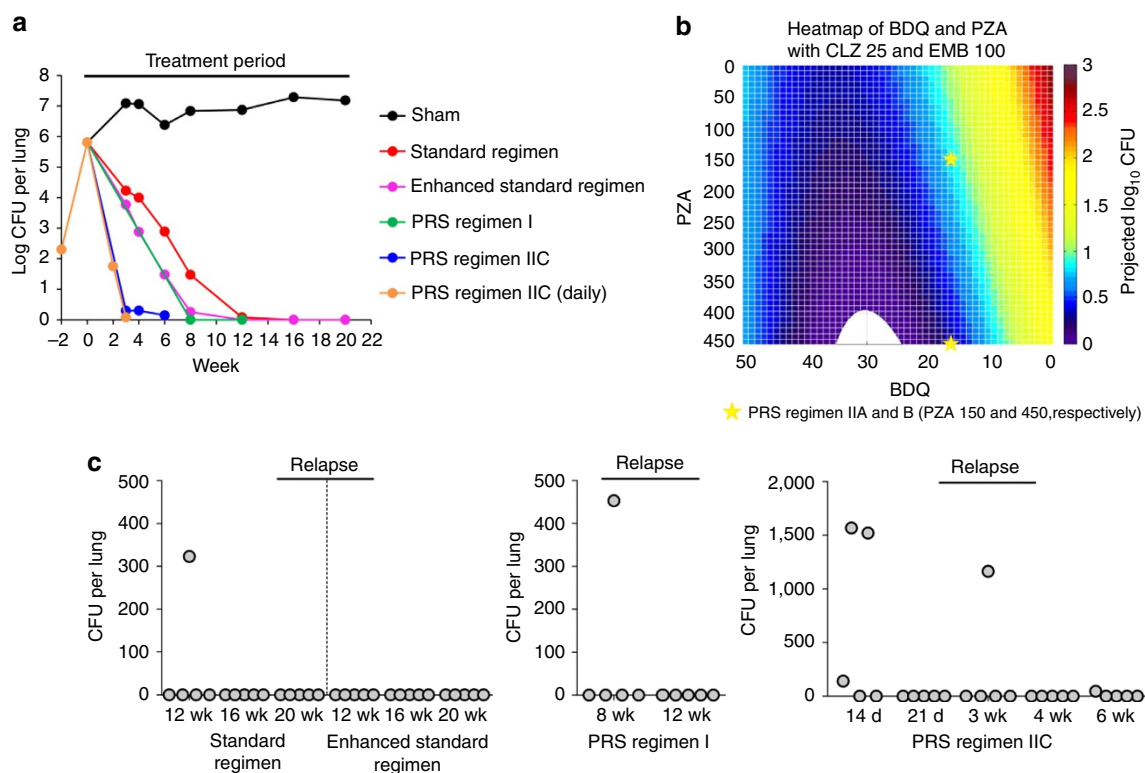 a
Treatment period
8
7
6
5
4
3
2
1
0
Log CFU per lung
−2 0 2 4 6 8 10 12 14 16 18 20 22
Week
Sham
Standard regimen
Enhanced standard regimen
PRS regimen I
PRS regimen IIC
PRS regimen IIC (daily)
b
Heatmap of BDQ and PZA
with CLZ 25 and EMB 100
0
50
100
150
200
250
300
350
400
450
PZA
50 40 30 20 10 0
BDQ
3
2.5
2
1.5
1
0.5
0
Projected log10 CFU
PRS regimen IIA and B (PZA 150 and 450,respectively)
c
Relapse
500
400
300
200
100
0
CFU per lung
12 wk 16 wk 20 wk 12 wk 16 wk 20 wk
Standard
regimen
Enhanced standard
regimen
Relapse
500
400
300
200
100
0
CFU per lung
8 wk 12 wk
PRS regimen I
Relapse
2,000
1,500
1,000
500
0
CFU per lung
14 d 21 d 3 wk 4 wk 6 wk
PRS regimen IIC